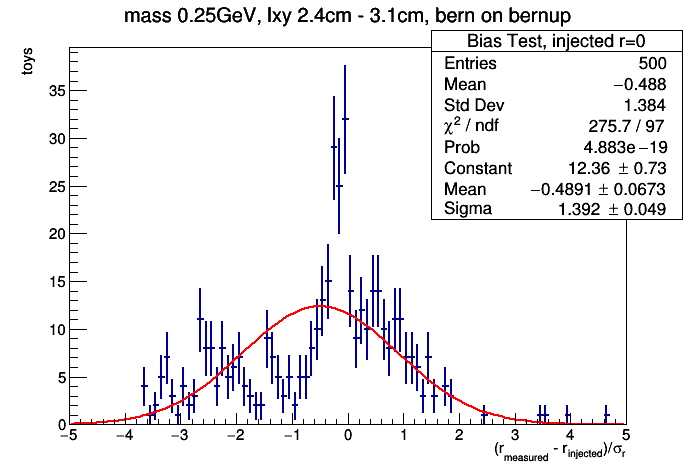 mass 0.25GeV, lxy 2.4cm - 3.1cm, bern on bernup
toys
Bias Test, injected r=0
Entries 500
Mean −0.488
Std Dev 1.384
χ² / ndf 275.7 / 97
Prob 4.883e−19
Constant 12.36 ± 0.73
Mean −0.4891 ± 0.0673
Sigma 1.392 ± 0.049
35
30
25
20
15
10
5
0
−5 −4 −3 −2 −1 0 1 2 3 4 5
(r_measured - r_injected)/σ_r